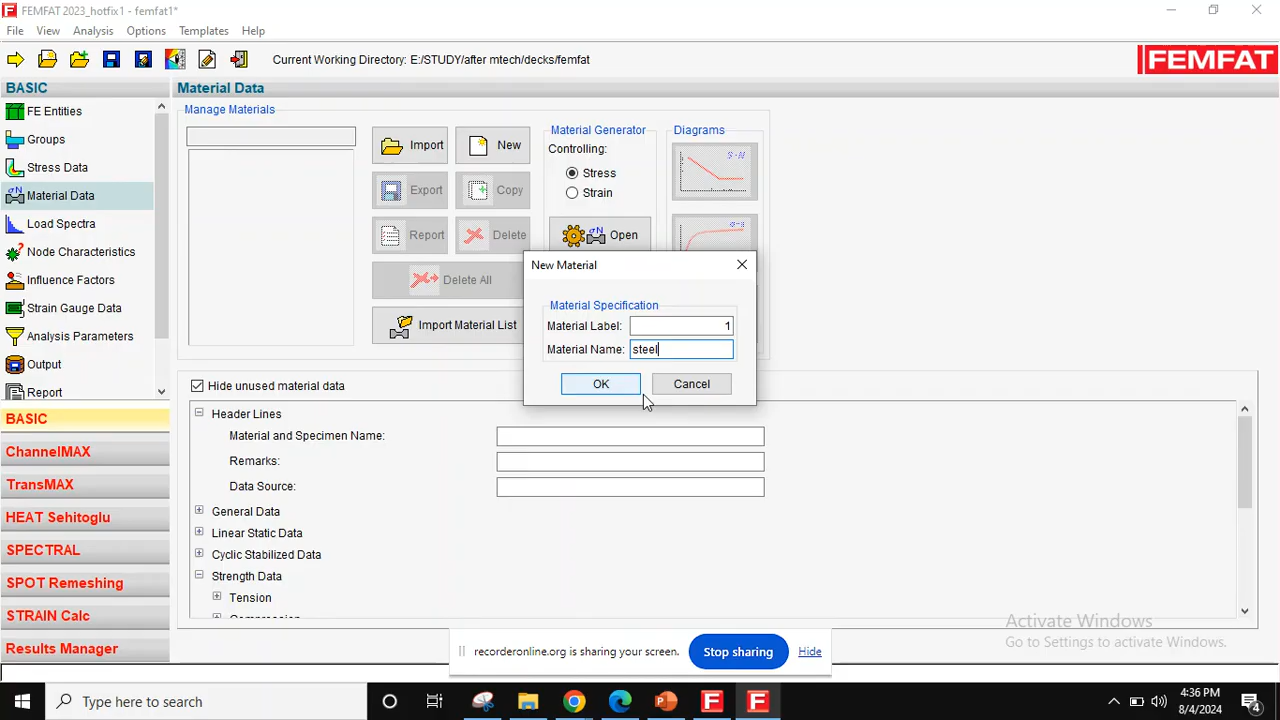 FEMFAT 2023_hotfix1 - femfat1*
File View Analysis Options Templates Help
Current Working Directory: E:/STUDY/after mtech/decks/femfat
FEMFAT
BASIC
FE Entities
Groups
Stress Data
Material Data
Load Spectra
Node Characteristics
Influence Factors
Strain Gauge Data
Analysis Parameters
Output
Report
BASIC
ChannelMAX
TransMAX
HEAT Sehitoglu
SPECTRAL
SPOT Remeshing
STRAIN Calc
Results Manager
Material Data
Manage Materials
Import
New
Export
Copy
Report
Delete
Delete All
Import Material List
Material Generator
Controlling:
Stress
Strain
Open
Diagrams
S-N
New Material
Material Specification
Material Label: 1
Material Name: steel
OK
Cancel
Hide unused material data
Header Lines
Material and Specimen Name:
Remarks:
Data Source:
General Data
Linear Static Data
Cyclic Stabilized Data
Strength Data
Tension
Activate Windows
Go to Settings to activate Windows.
recorderonline.org is sharing your screen.
Stop sharing
Hide
Type here to search
4:36 PM
8/4/2024
4